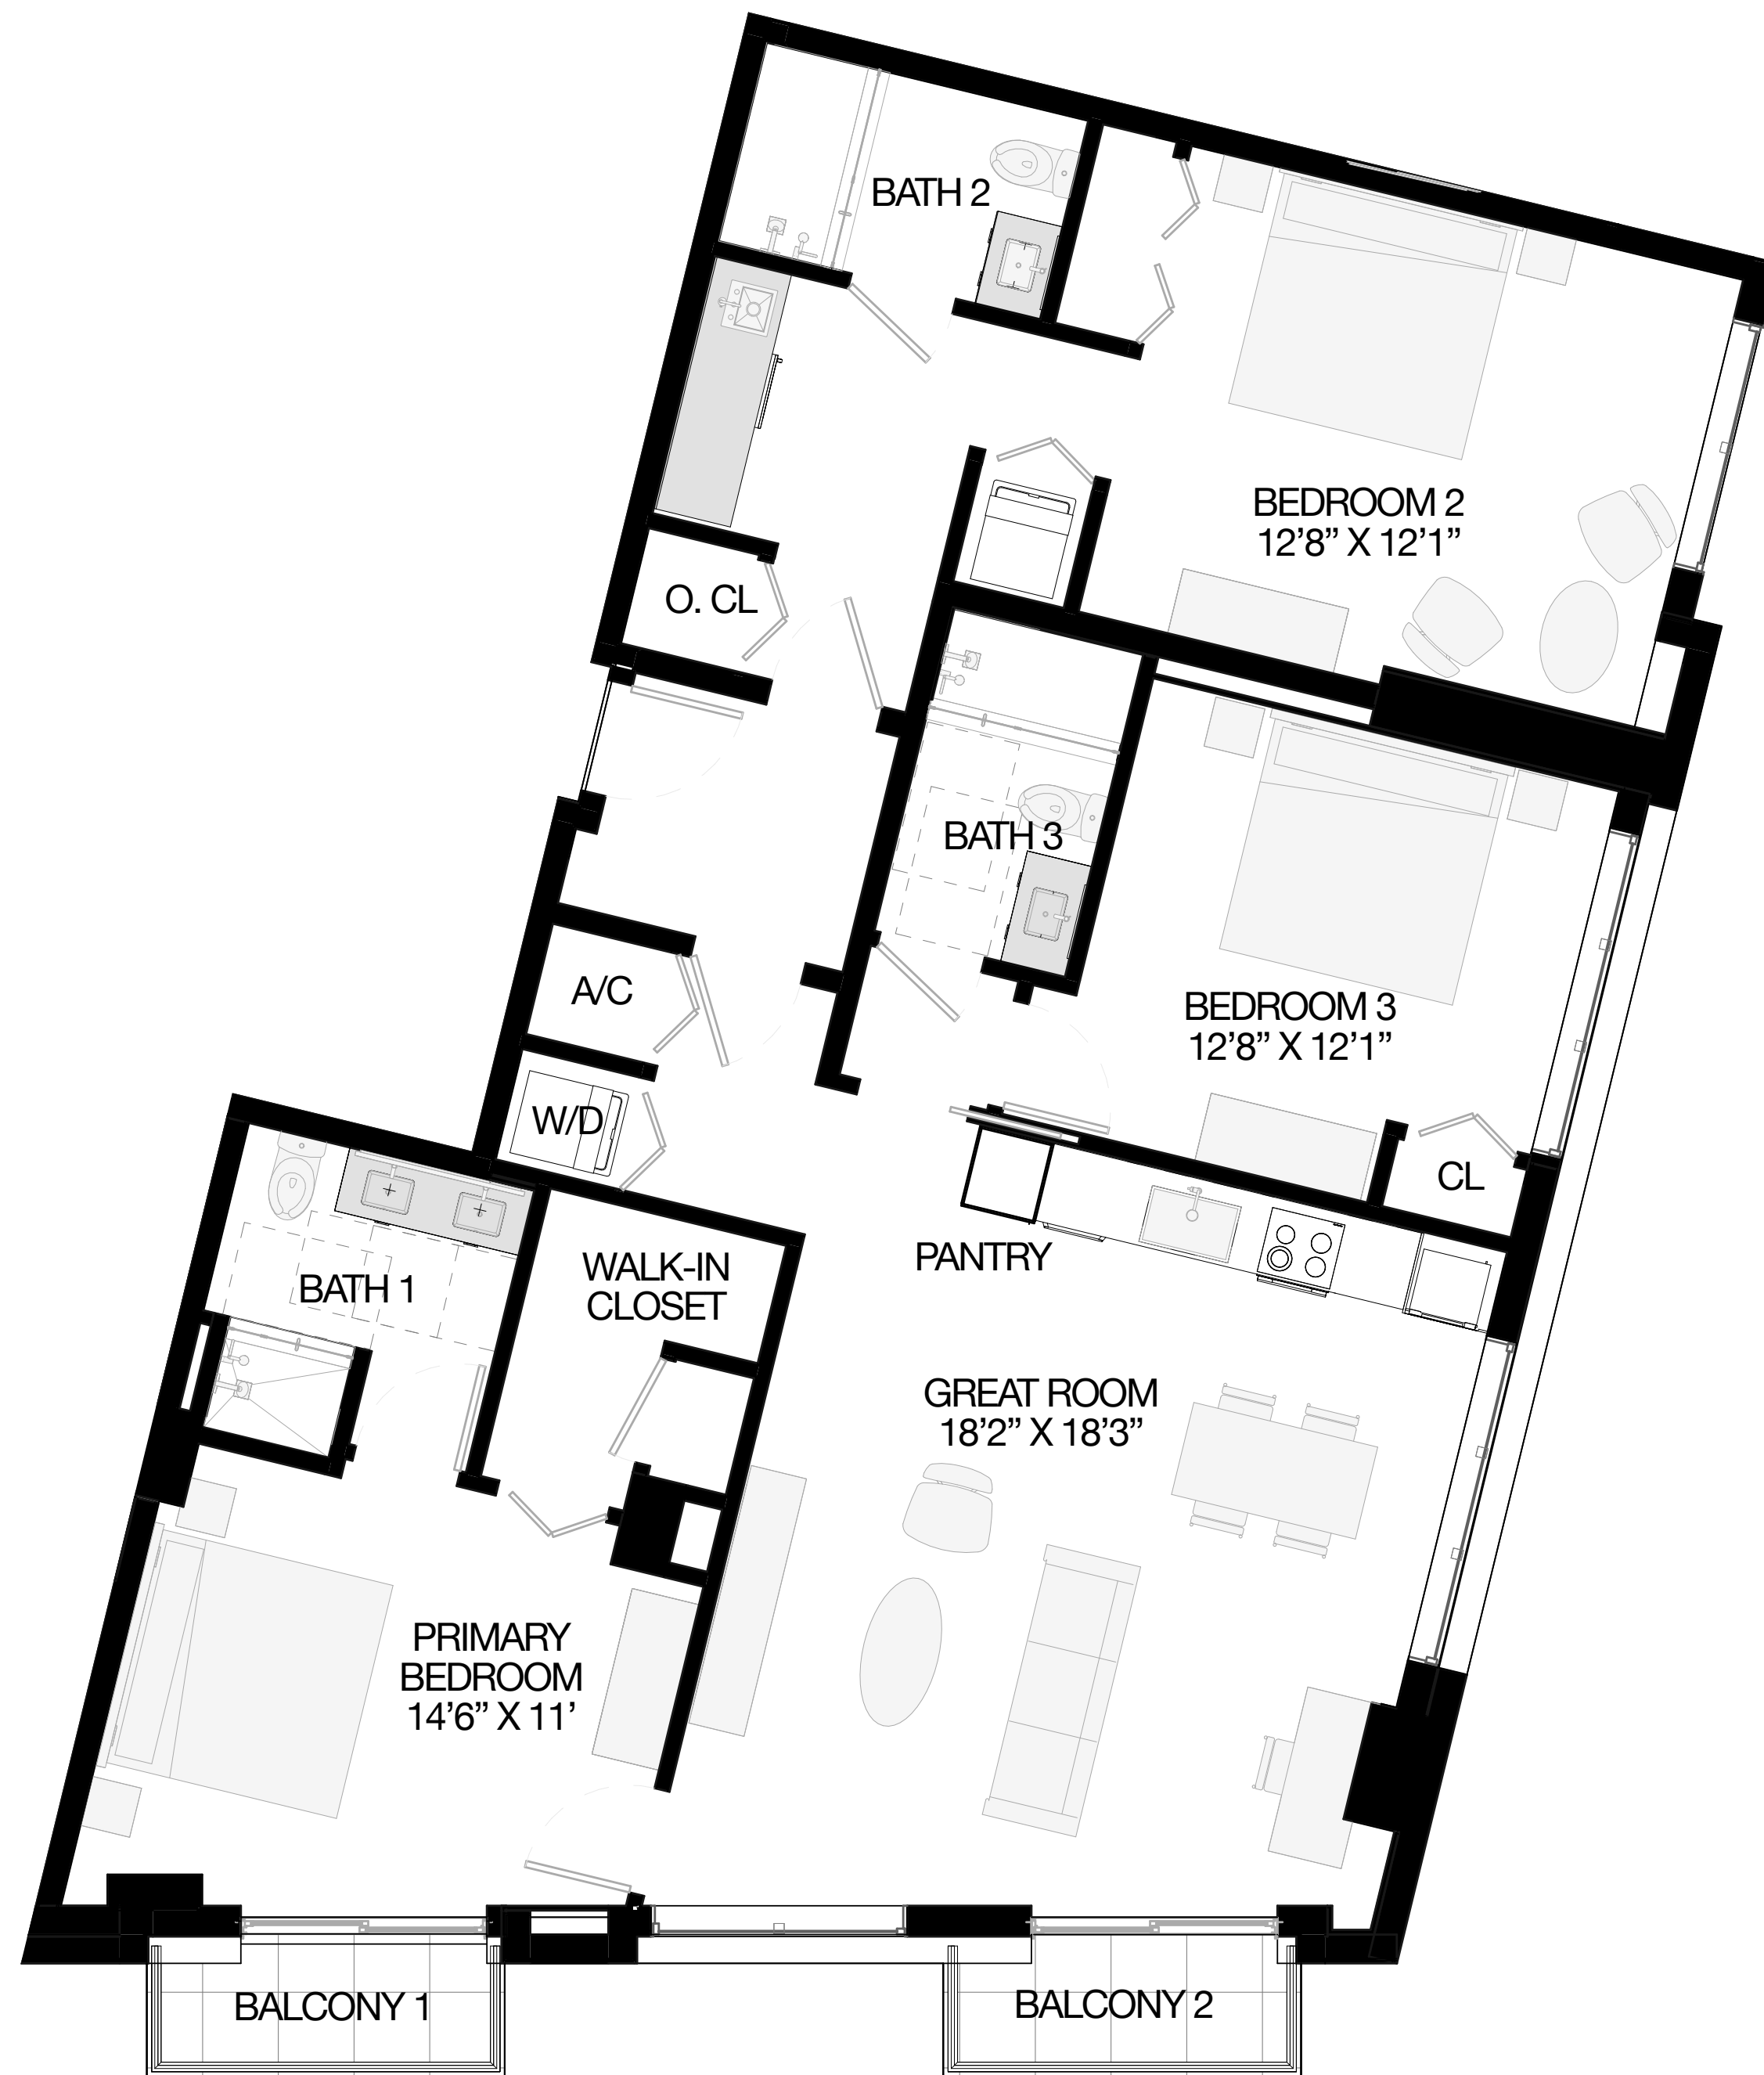 BATH 2
BEDROOM 2
12’8” X 12’1”
O. CL
BATH 3
A/C
BEDROOM 3
12’8” X 12’1”
W/D
CL
PANTRY
WALK-IN
CLOSET
BATH 1
GREAT ROOM
18’2” X 18’3”
PRIMARY
BEDROOM
14’6” X 11’
BALCONY 1
BALCONY 2